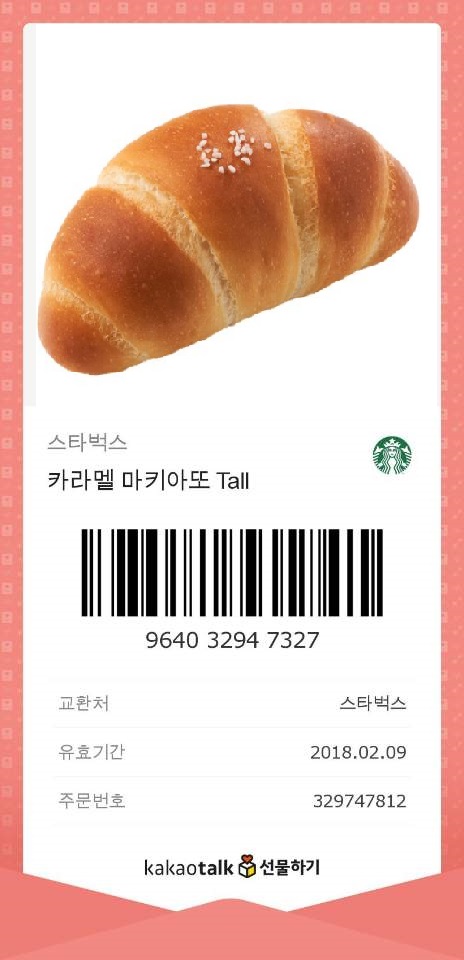 스타벅스
카라멜 마키아또 Tall
9640 3294 7327
교환처 스타벅스
유효기간 2018.02.09
주문번호 329747812
kakaotalk 선물하기